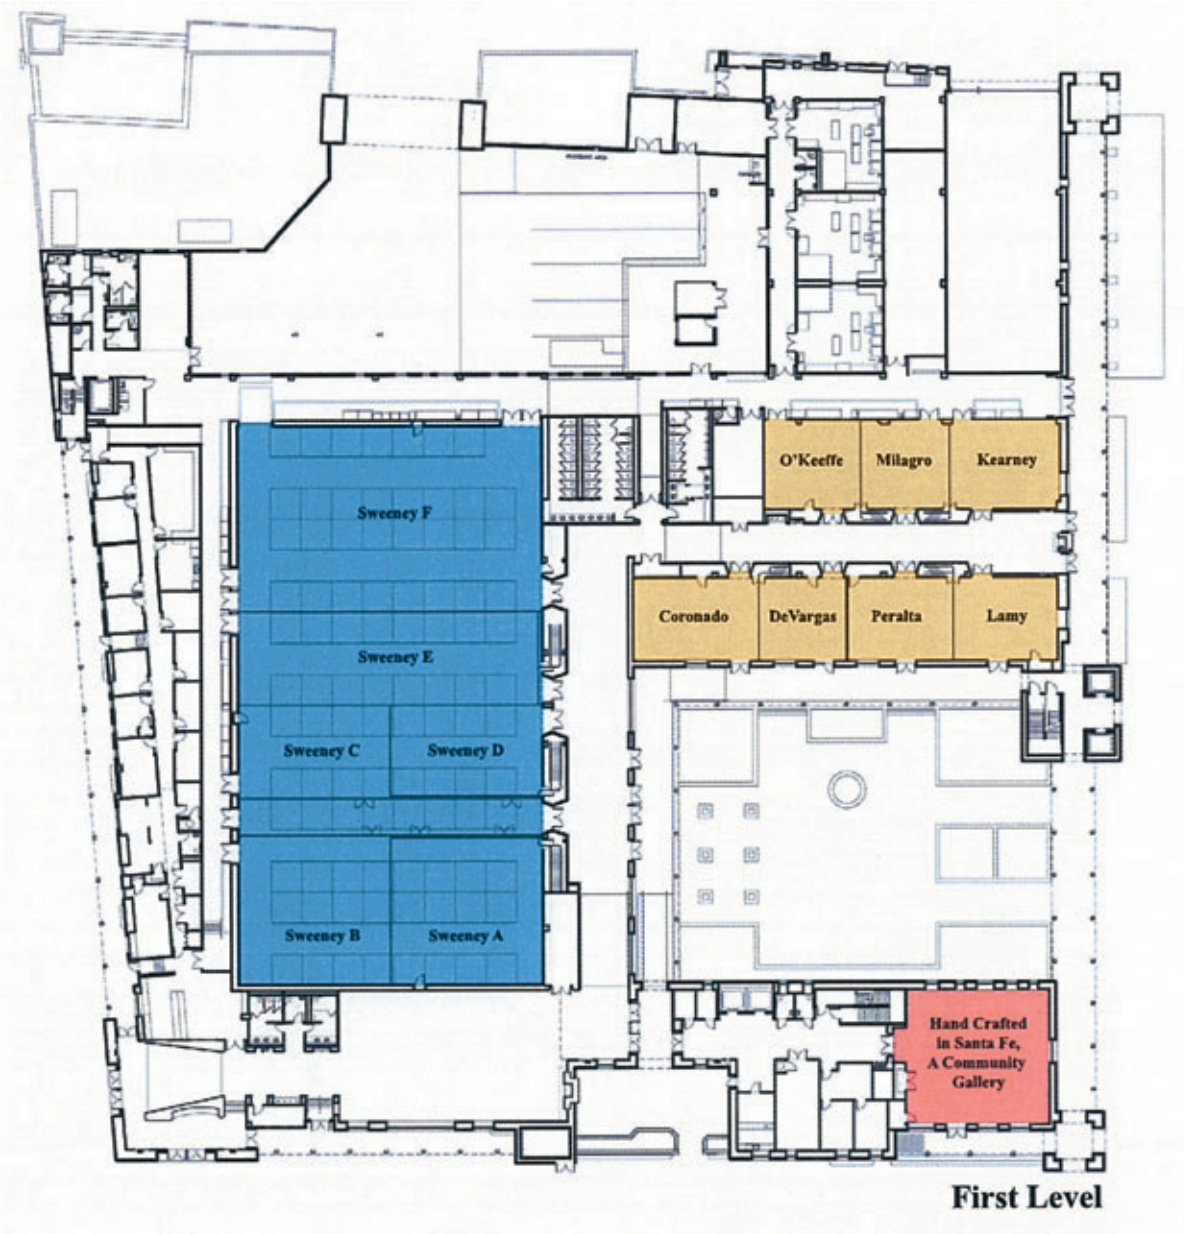 Sweeney F
O'Keeffe
Milagro
Kearney
Coronado
DeVargas
Peralta
Lamy
Sweeney E
Sweeney C
Sweeney D
Sweeney B
Sweeney A
Hand Crafted
in Santa Fe,
A Community
Gallery
First Level